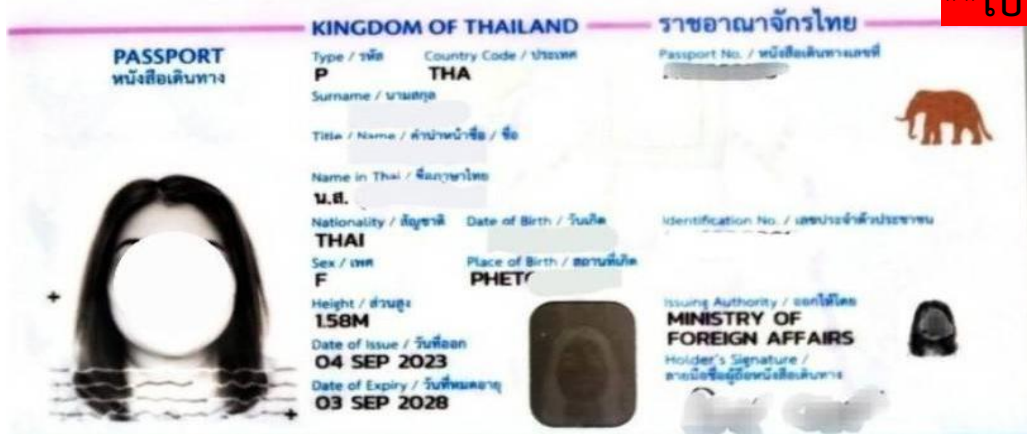 KINGDOM OF THAILAND
ราชอาณาจักรไทย
PASSPORT
หนังสือเดินทาง
Type / รหัส
Country Code / ประเทศ
Passport No. / หนังสือเดินทางเลขที่
P
THA
Surname / นามสกุล
Title / Name / คำนำหน้าชื่อ / ชื่อ
Name in Thai / ชื่อภาษาไทย
น.ส.
Nationality / สัญชาติ
Date of Birth / วันเกิด
Identification No. / เลขประจำตัวประชาชน
THAI
Sex / เพศ
Place of Birth / สถานที่เกิด
F
Height / ส่วนสูง
1.58M
Issuing Authority / ออกให้โดย
MINISTRY OF
FOREIGN AFFAIRS
Date of Issue / วันที่ออก
04 SEP 2023
Holder's Signature /
ลายมือชื่อผู้ถือหนังสือเดินทาง
Date of Expiry / วันที่หมดอายุ
03 SEP 2028